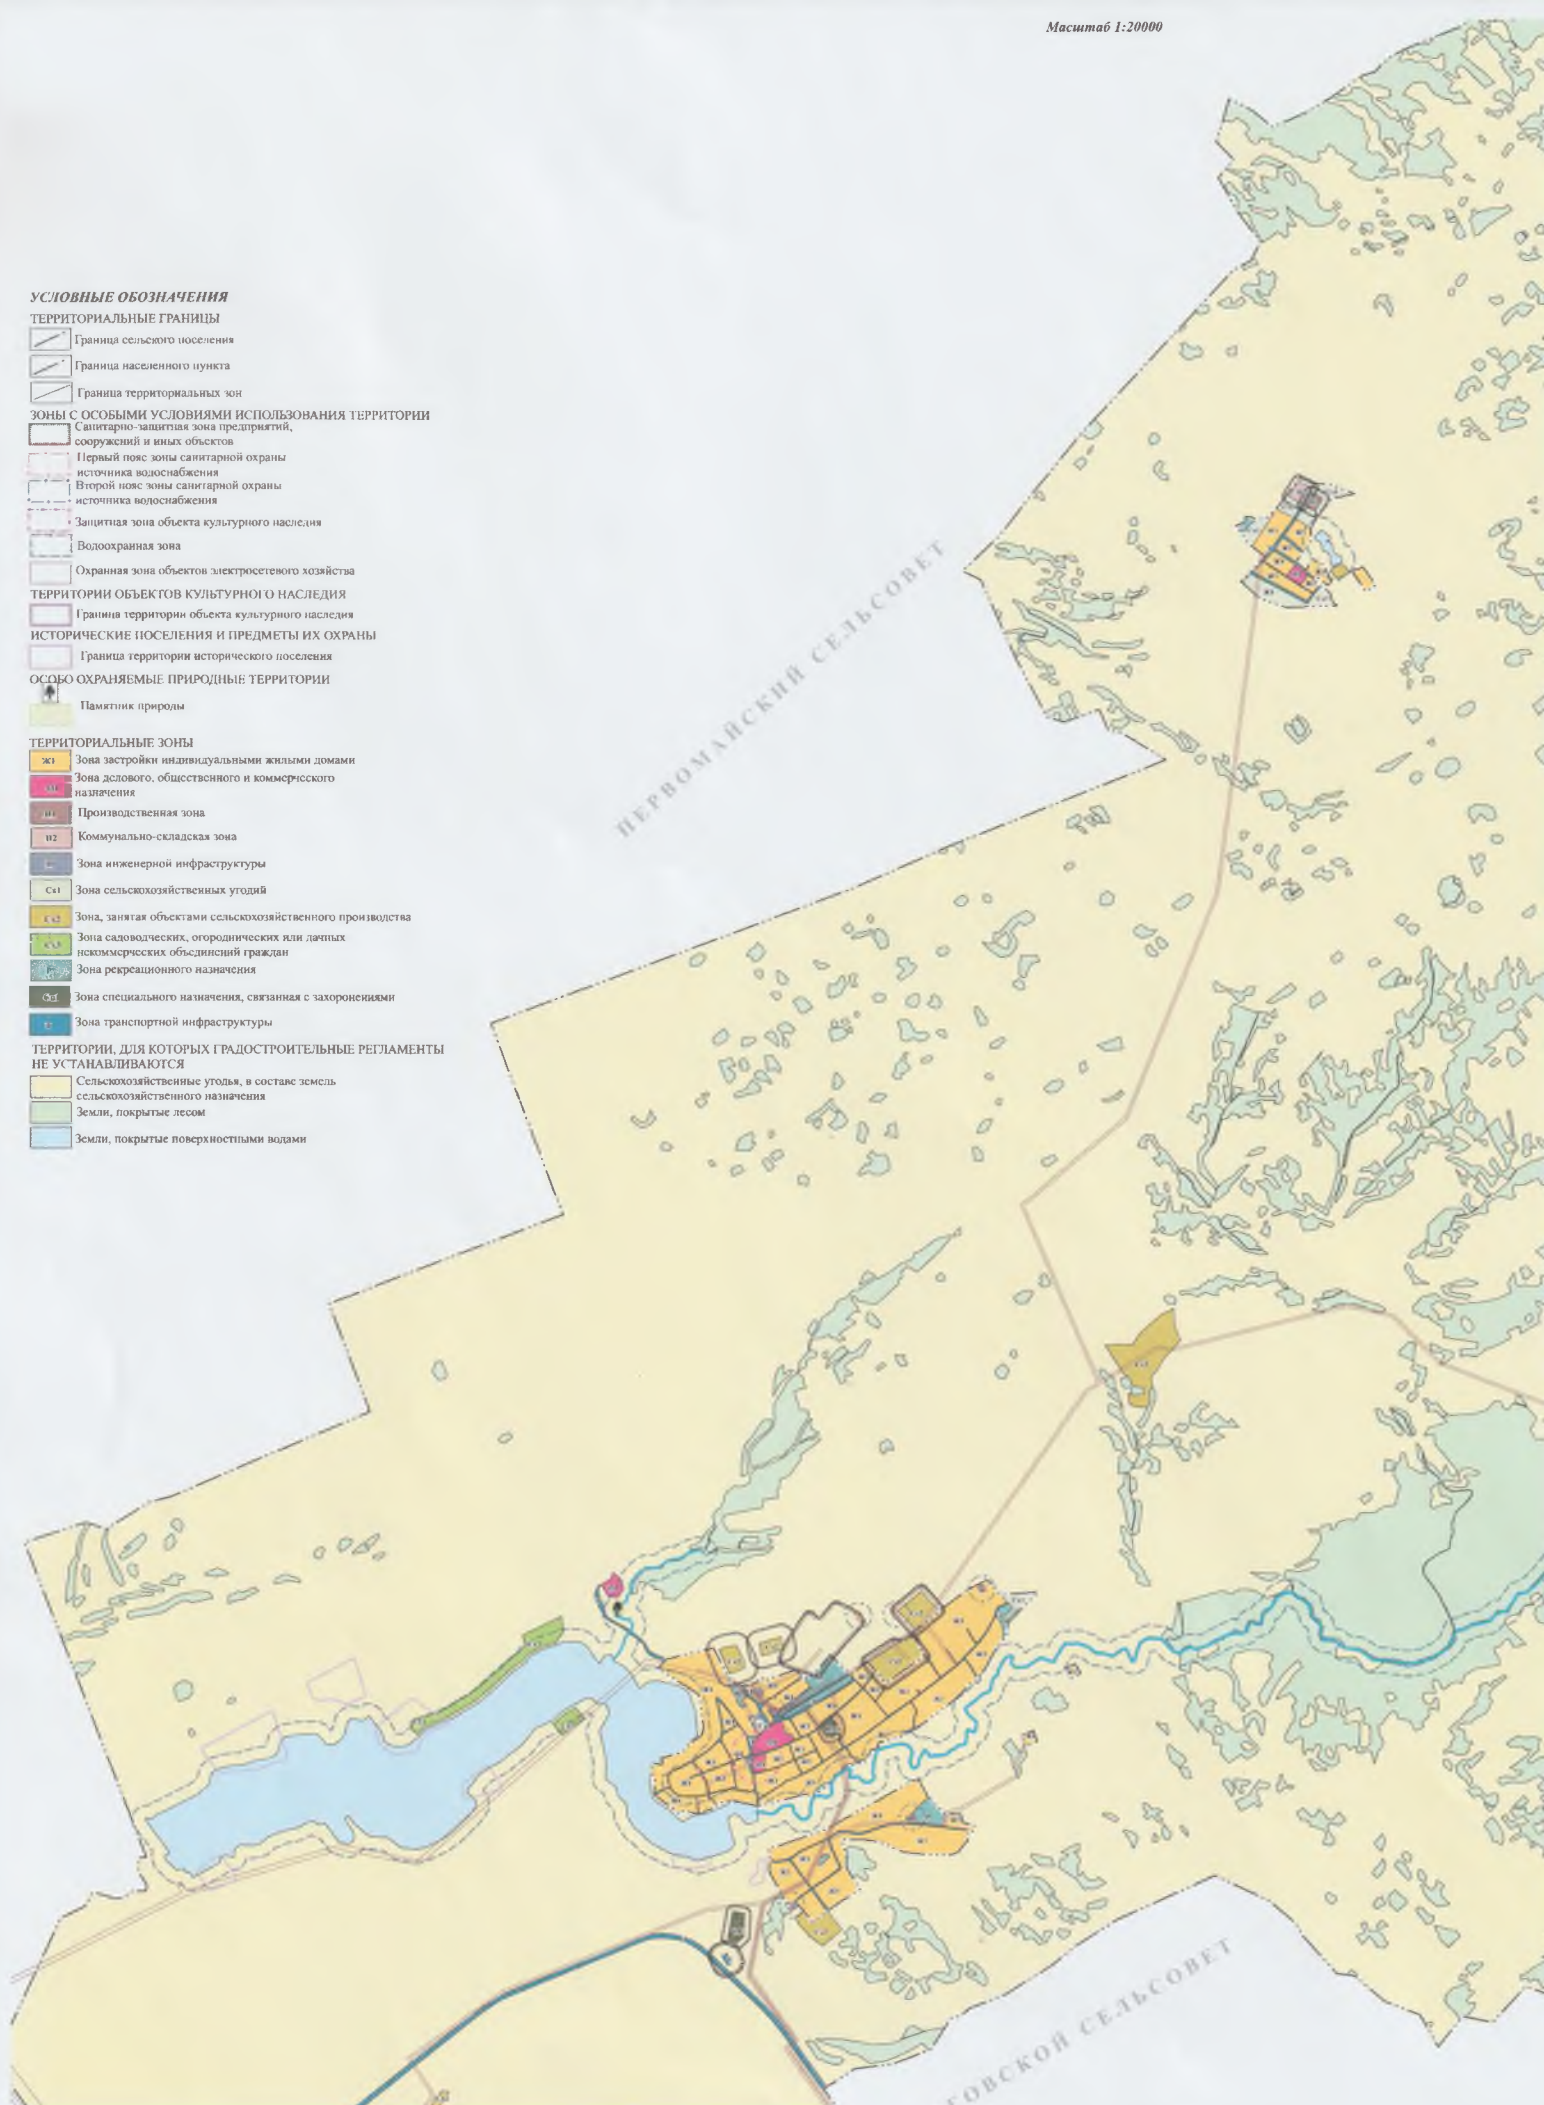 Масштаб 1:20000
УСЛОВНЫЕ ОБОЗНАЧЕНИЯ
ТЕРРИТОРИАЛЬНЫЕ ГРАНИЦЫ
Граница сельского поселения
Граница населенного пункта
Граница территориальных зон
ЗОНЫ С ОСОБЫМИ УСЛОВИЯМИ ИСПОЛЬЗОВАНИЯ ТЕРРИТОРИИ
Санитарно-защитная зона предприятий,
сооружений и иных объектов
Первый пояс зоны санитарной охраны
источника водоснабжения
Второй пояс зоны санитарной охраны
источника водоснабжения
Защитная зона объекта культурного наследия
Водоохранная зона
Охранная зона объектов электросетевого хозяйства
ТЕРРИТОРИИ ОБЪЕКТОВ КУЛЬТУРНОГО НАСЛЕДИЯ
Граница территории объекта культурного наследия
ИСТОРИЧЕСКИЕ ПОСЕЛЕНИЯ И ПРЕДМЕТЫ ИХ ОХРАНЫ
Граница территории исторического поселения
ОСОБО ОХРАНЯЕМЫЕ ПРИРОДНЫЕ ТЕРРИТОРИИ
Памятник природы
ТЕРРИТОРИАЛЬНЫЕ ЗОНЫ
Ж1 Зона застройки индивидуальными жилыми домами
Зона делового, общественного и коммерческого
назначения
П1 Производственная зона
П2 Коммунально-складская зона
Зона инженерной инфраструктуры
Сх1 Зона сельскохозяйственных угодий
Сх2 Зона, занятая объектами сельскохозяйственного производства
Зона садоводческих, огороднических или дачных
некоммерческих объединений граждан
Р Зона рекреационного назначения
Зона специального назначения, связанная с захоронениями
Зона транспортной инфраструктуры
ТЕРРИТОРИИ, ДЛЯ КОТОРЫХ ГРАДОСТРОИТЕЛЬНЫЕ РЕГЛАМЕНТЫ
НЕ УСТАНАВЛИВАЮТСЯ
Сельскохозяйственные угодья, в составе земель
сельскохозяйственного назначения
Земли, покрытые лесом
Земли, покрытые поверхностными водами
ПЕРВОМАЙСКИЙ СЕЛЬСОВЕТ
ГОВСКОЙ СЕЛЬСОВЕТ